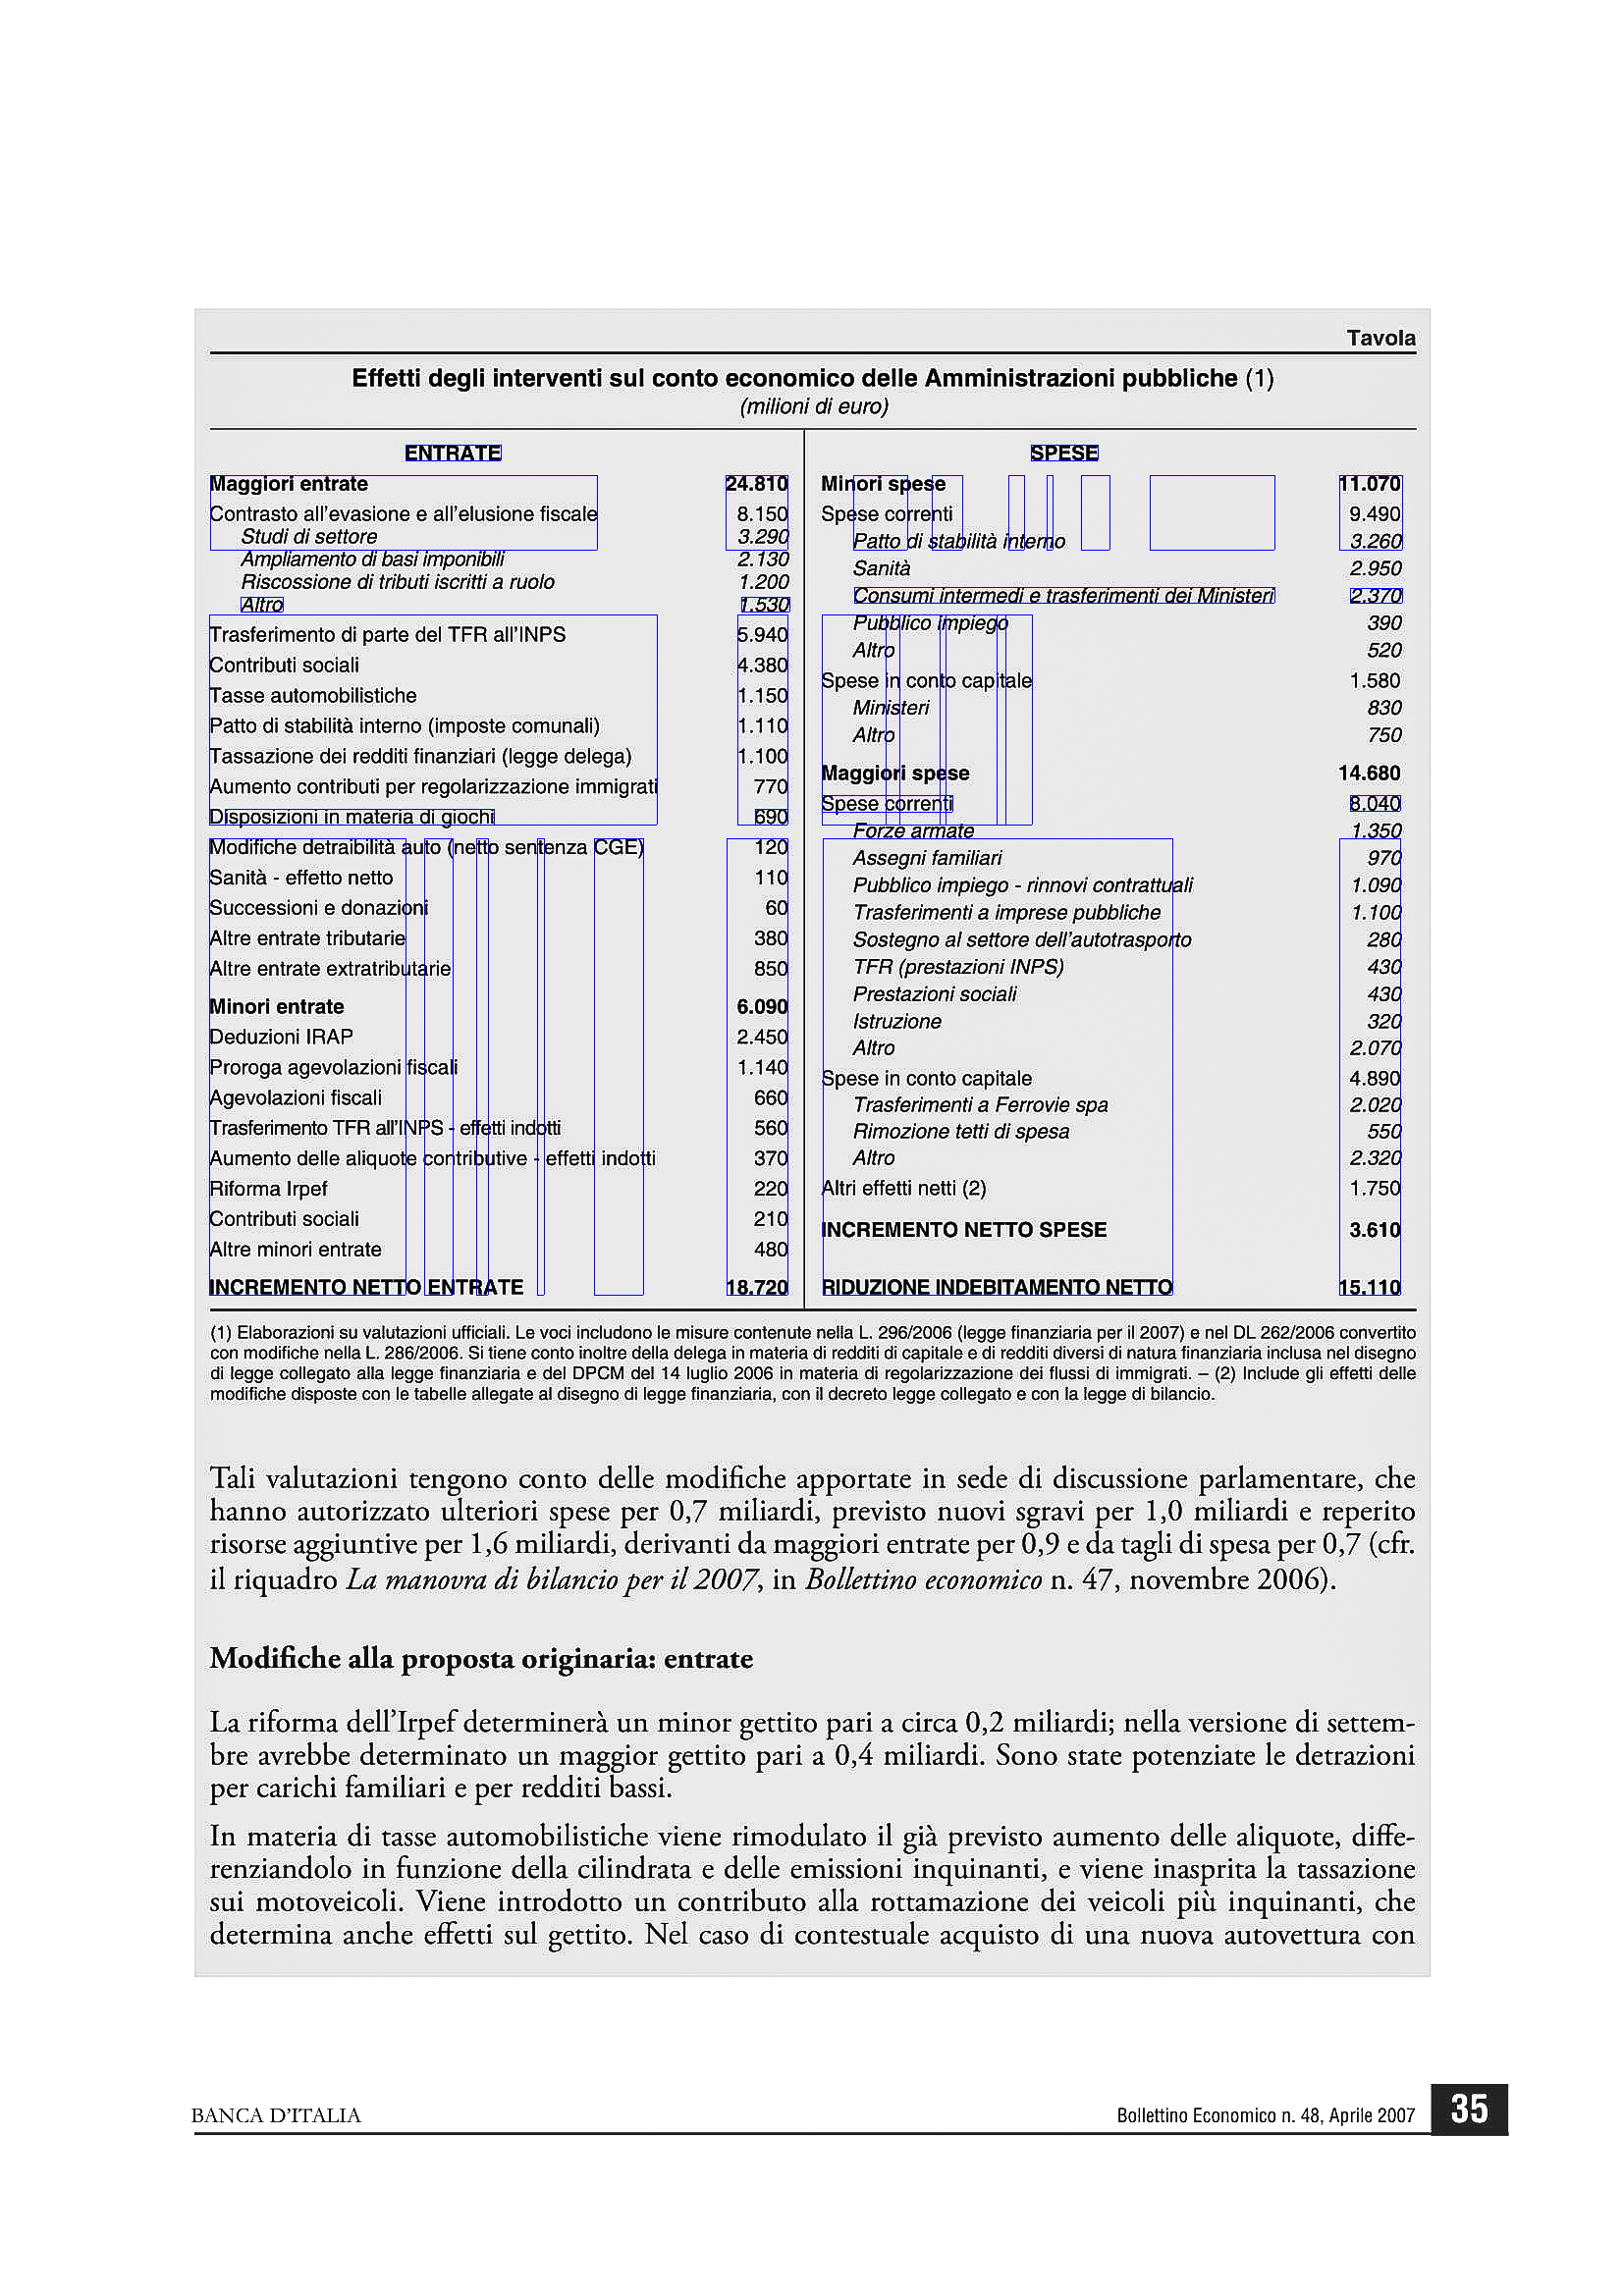 Tavola
Effetti degli interventi sul conto economico delle Amministrazioni pubbliche (1)
(milioni di euro)
ENTRATE
Maggiori entrate 24.810
Contrasto all'evasione e all'elusione fiscale 8.150
Studi di settore 3.290
Ampliamento di basi imponibili 2.130
Riscossione di tributi iscritti a ruolo 1.200
Altro 1.530
Trasferimento di parte del TFR all'INPS 5.940
Contributi sociali 4.380
Tasse automobilistiche 1.150
Patto di stabilità interno (imposte comunali) 1.110
Tassazione dei redditi finanziari (legge delega) 1.100
Aumento contributi per regolarizzazione immigrati 770
Disposizioni in materia di giochi 690
Modifiche detraibilità auto (netto sentenza CGE) 120
Sanità - effetto netto 110
Successioni e donazioni 60
Altre entrate tributarie 380
Altre entrate extratributarie 850
Minori entrate 6.090
Deduzioni IRAP 2.450
Proroga agevolazioni fiscali 1.140
Agevolazioni fiscali 660
Trasferimento TFR all'INPS - effetti indotti 560
Aumento delle aliquote contributive - effetti indotti 370
Riforma Irpef 220
Contributi sociali 210
Altre minori entrate 480
INCREMENTO NETTO ENTRATE 18.720
SPESE
Minori spese 11.070
Spese correnti 9.490
Patto di stabilità interno 3.260
Sanità 2.950
Consumi intermedi e trasferimenti dei Ministeri 2.370
Pubblico impiego 390
Altro 520
Spese in conto capitale 1.580
Ministeri 830
Altro 750
Maggiori spese 14.680
Spese correnti 8.040
Forze armate 1.350
Assegni familiari 970
Pubblico impiego - rinnovi contrattuali 1.090
Trasferimenti a imprese pubbliche 1.100
Sostegno al settore dell'autotrasporto 280
TFR (prestazioni INPS) 430
Prestazioni sociali 430
Istruzione 320
Altro 2.070
Spese in conto capitale 4.890
Trasferimenti a Ferrovie spa 2.020
Rimozione tetti di spesa 550
Altro 2.320
Altri effetti netti (2) 1.750
INCREMENTO NETTO SPESE 3.610
RIDUZIONE INDEBITAMENTO NETTO 15.110
(1) Elaborazioni su valutazioni ufficiali. Le voci includono le misure contenute nella L. 296/2006 (legge finanziaria per il 2007) e nel DL 262/2006 convertito
con modifiche nella L. 286/2006. Si tiene conto inoltre della delega in materia di redditi di capitale e di redditi diversi di natura finanziaria inclusa nel disegno
di legge collegato alla legge finanziaria e del DPCM del 14 luglio 2006 in materia di regolarizzazione dei flussi di immigrati. – (2) Include gli effetti delle
modifiche disposte con le tabelle allegate al disegno di legge finanziaria, con il decreto legge collegato e con la legge di bilancio.
Tali valutazioni tengono conto delle modifiche apportate in sede di discussione parlamentare, che
hanno autorizzato ulteriori spese per 0,7 miliardi, previsto nuovi sgravi per 1,0 miliardi e reperito
risorse aggiuntive per 1,6 miliardi, derivanti da maggiori entrate per 0,9 e da tagli di spesa per 0,7 (cfr.
il riquadro La manovra di bilancio per il 2007, in Bollettino economico n. 47, novembre 2006).
Modifiche alla proposta originaria: entrate
La riforma dell'Irpef determinerà un minor gettito pari a circa 0,2 miliardi; nella versione di settem-
bre avrebbe determinato un maggior gettito pari a 0,4 miliardi. Sono state potenziate le detrazioni
per carichi familiari e per redditi bassi.
In materia di tasse automobilistiche viene rimodulato il già previsto aumento delle aliquote, diffe-
renziandolo in funzione della cilindrata e delle emissioni inquinanti, e viene inasprita la tassazione
sui motoveicoli. Viene introdotto un contributo alla rottamazione dei veicoli più inquinanti, che
determina anche effetti sul gettito. Nel caso di contestuale acquisto di una nuova autovettura con
BANCA D'ITALIA
Bollettino Economico n. 48, Aprile 2007 35